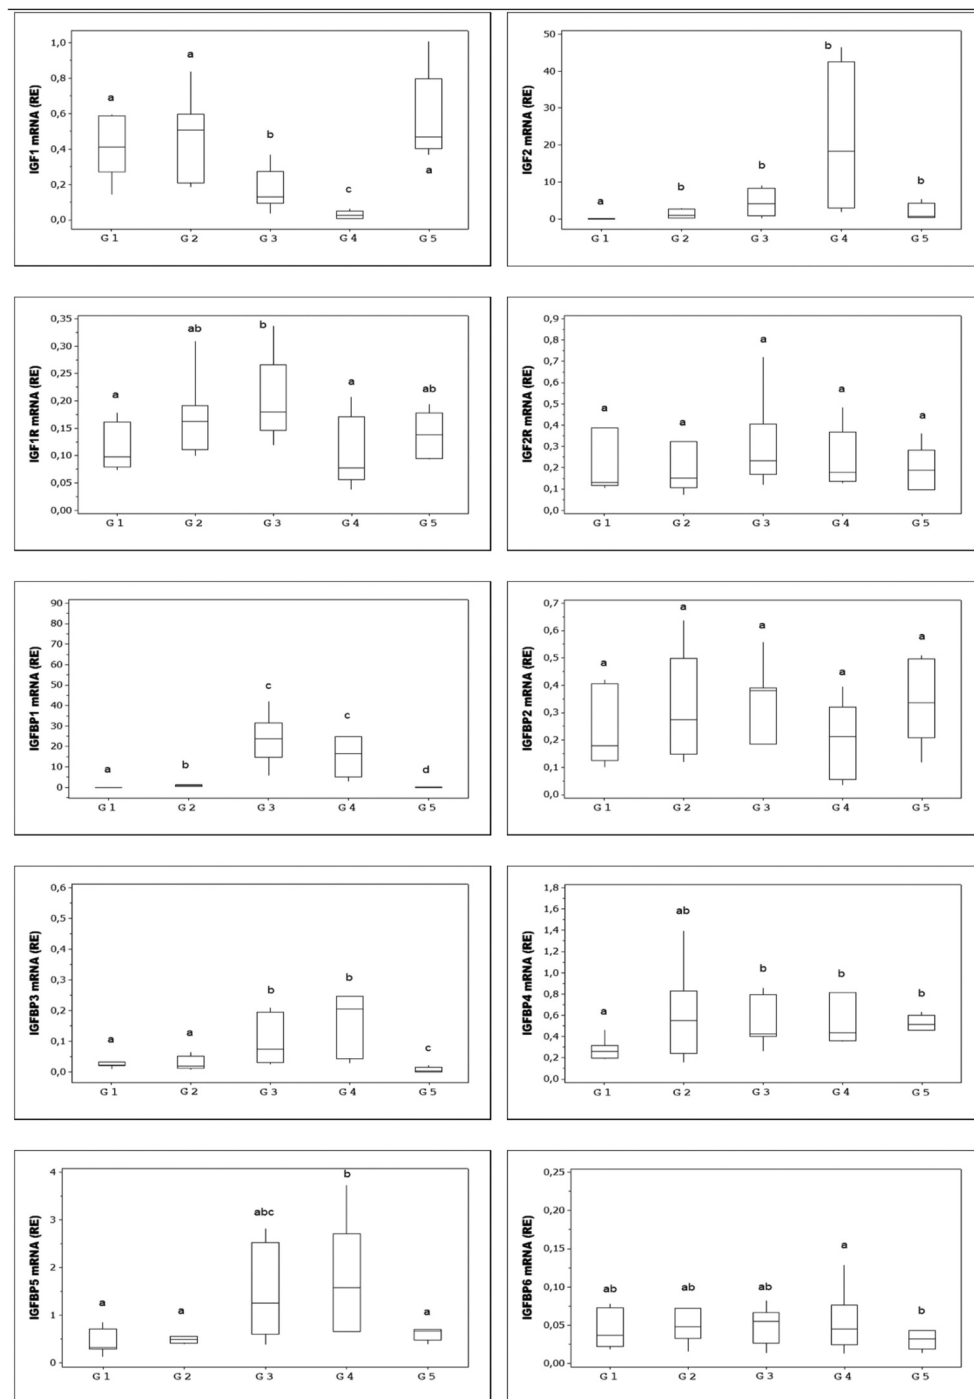 IGF1 mRNA (RE)
1,0
0,8
0,6
0,4
0,2
0,0
a
a
b
c
a
G 1 G 2 G 3 G 4 G 5
IGF2 mRNA (RE)
50
40
30
20
10
0
a
b
b
b
b
G 1 G 2 G 3 G 4 G 5
IGF1R mRNA (RE)
0,35
0,30
0,25
0,20
0,15
0,10
0,05
0,00
a
ab
b
a
ab
G 1 G 2 G 3 G 4 G 5
IGF2R mRNA (RE)
0,9
0,8
0,7
0,6
0,5
0,4
0,3
0,2
0,1
0,0
a
a
a
a
a
G 1 G 2 G 3 G 4 G 5
IGFBP1 mRNA (RE)
90
80
70
60
50
40
30
20
10
0
a
b
c
c
d
G 1 G 2 G 3 G 4 G 5
IGFBP2 mRNA (RE)
0,7
0,6
0,5
0,4
0,3
0,2
0,1
0,0
a
a
a
a
a
G 1 G 2 G 3 G 4 G 5
IGFBP3 mRNA (RE)
0,6
0,5
0,4
0,3
0,2
0,1
0,0
a
a
b
b
c
G 1 G 2 G 3 G 4 G 5
IGFBP4 mRNA (RE)
1,8
1,6
1,4
1,2
1,0
0,8
0,6
0,4
0,2
0,0
a
ab
b
b
b
G 1 G 2 G 3 G 4 G 5
IGFBP5 mRNA (RE)
4
3
2
1
0
a
a
abc
b
a
G 1 G 2 G 3 G 4 G 5
IGFBP6 mRNA (RE)
0,25
0,20
0,15
0,10
0,05
0,00
ab
ab
ab
a
b
G 1 G 2 G 3 G 4 G 5